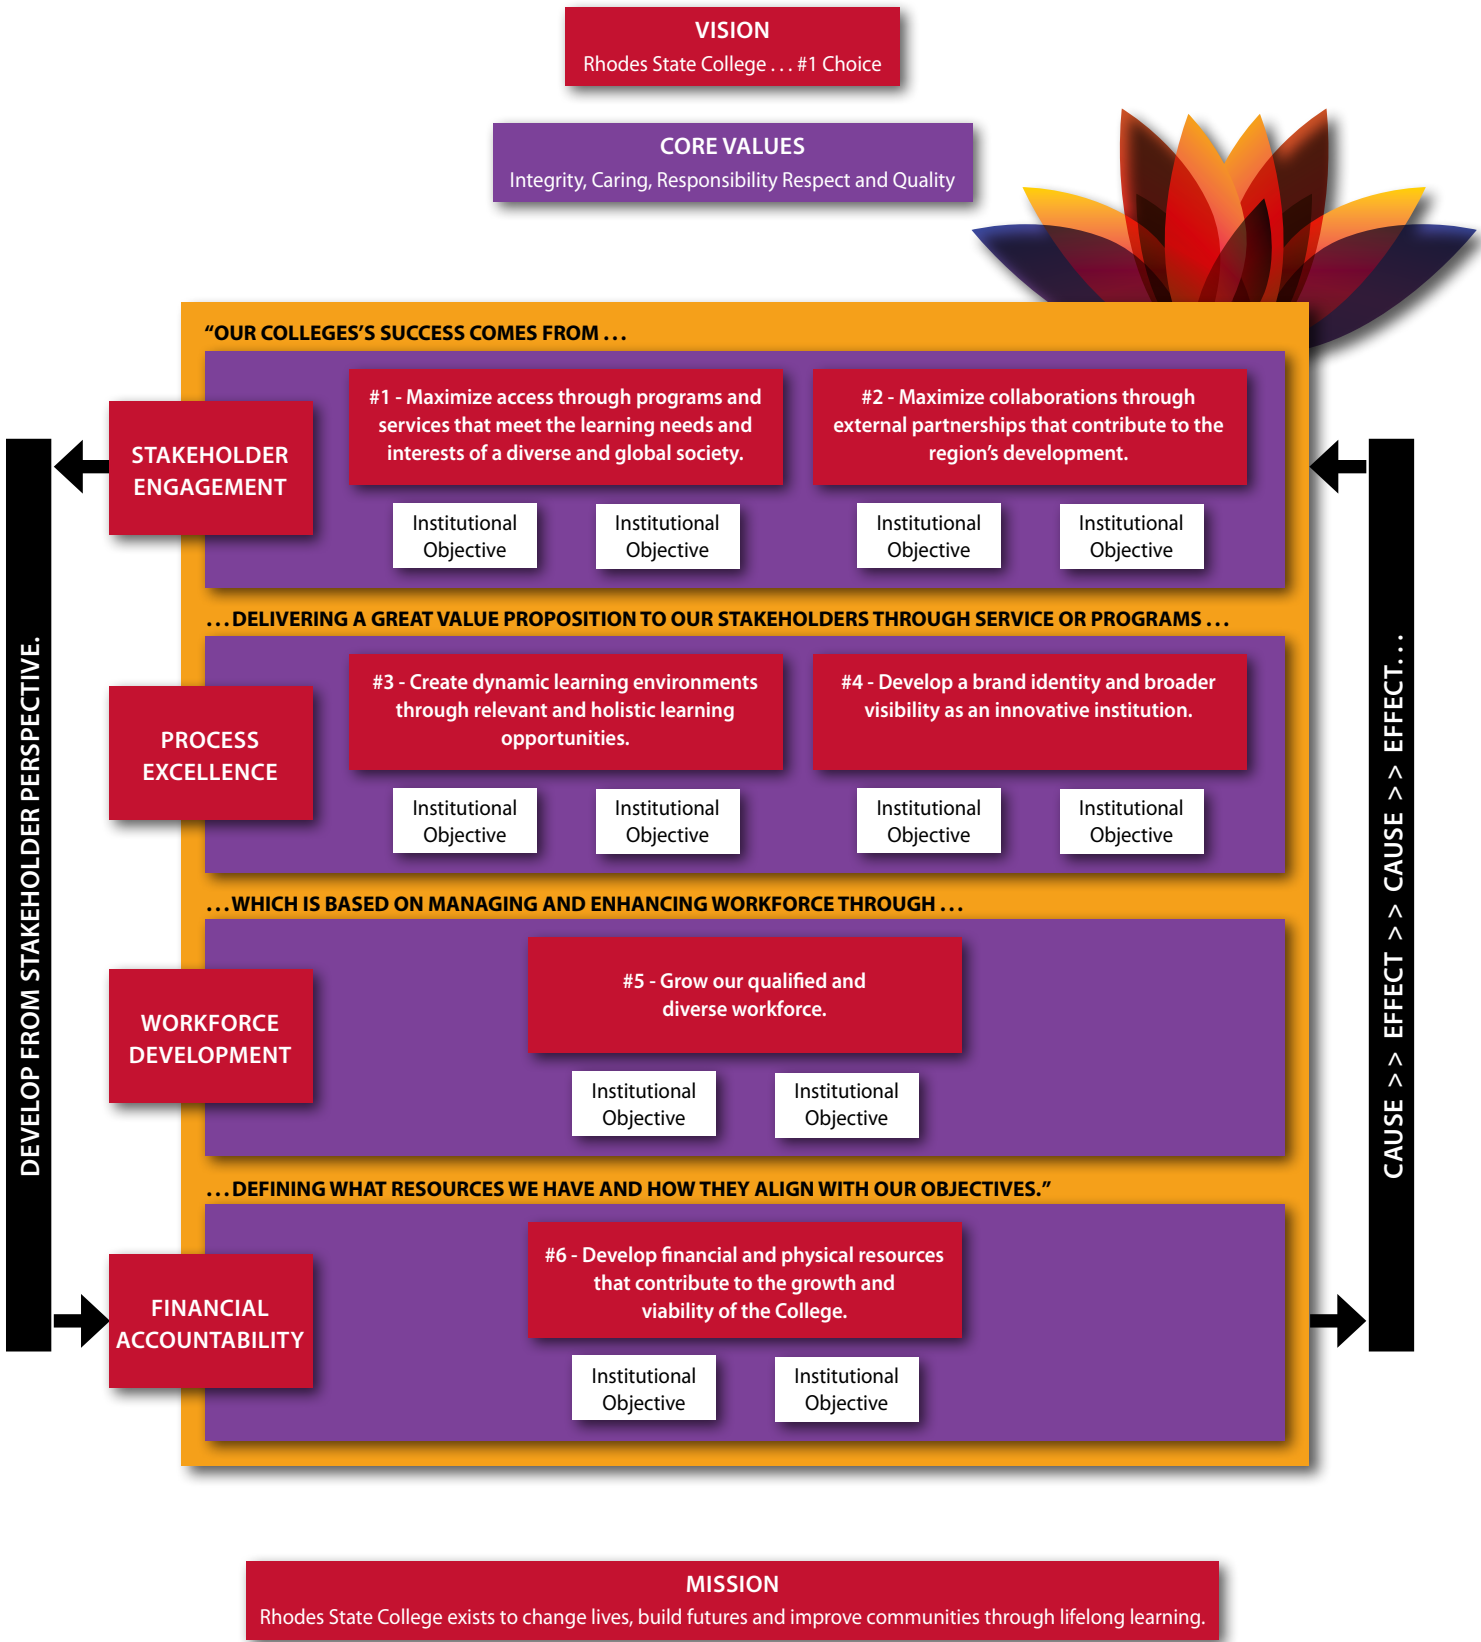 VISION
Rhodes State College . . . #1 Choice
CORE VALUES
Integrity, Caring, Responsibility Respect and Quality
“OUR COLLEGES’S SUCCESS COMES FROM . . .
STAKEHOLDER
ENGAGEMENT
#1 - Maximize access through programs and
services that meet the learning needs and
interests of a diverse and global society.
#2 - Maximize collaborations through
external partnerships that contribute to the
region’s development.
Institutional
Objective
Institutional
Objective
Institutional
Objective
Institutional
Objective
. . . DELIVERING A GREAT VALUE PROPOSITION TO OUR STAKEHOLDERS THROUGH SERVICE OR PROGRAMS . . .
PROCESS
EXCELLENCE
#3 - Create dynamic learning environments
through relevant and holistic learning
opportunities.
#4 - Develop a brand identity and broader
visibility as an innovative institution.
Institutional
Objective
Institutional
Objective
Institutional
Objective
Institutional
Objective
. . . WHICH IS BASED ON MANAGING AND ENHANCING WORKFORCE THROUGH . . .
WORKFORCE
DEVELOPMENT
#5 - Grow our qualified and
diverse workforce.
Institutional
Objective
Institutional
Objective
. . . DEFINING WHAT RESOURCES WE HAVE AND HOW THEY ALIGN WITH OUR OBJECTIVES.”
FINANCIAL
ACCOUNTABILITY
#6 - Develop financial and physical resources
that contribute to the growth and
viability of the College.
Institutional
Objective
Institutional
Objective
DEVELOP FROM STAKEHOLDER PERSPECTIVE.
CAUSE >> EFFECT >> CAUSE >> EFFECT. . .
MISSION
Rhodes State College exists to change lives, build futures and improve communities through lifelong learning.